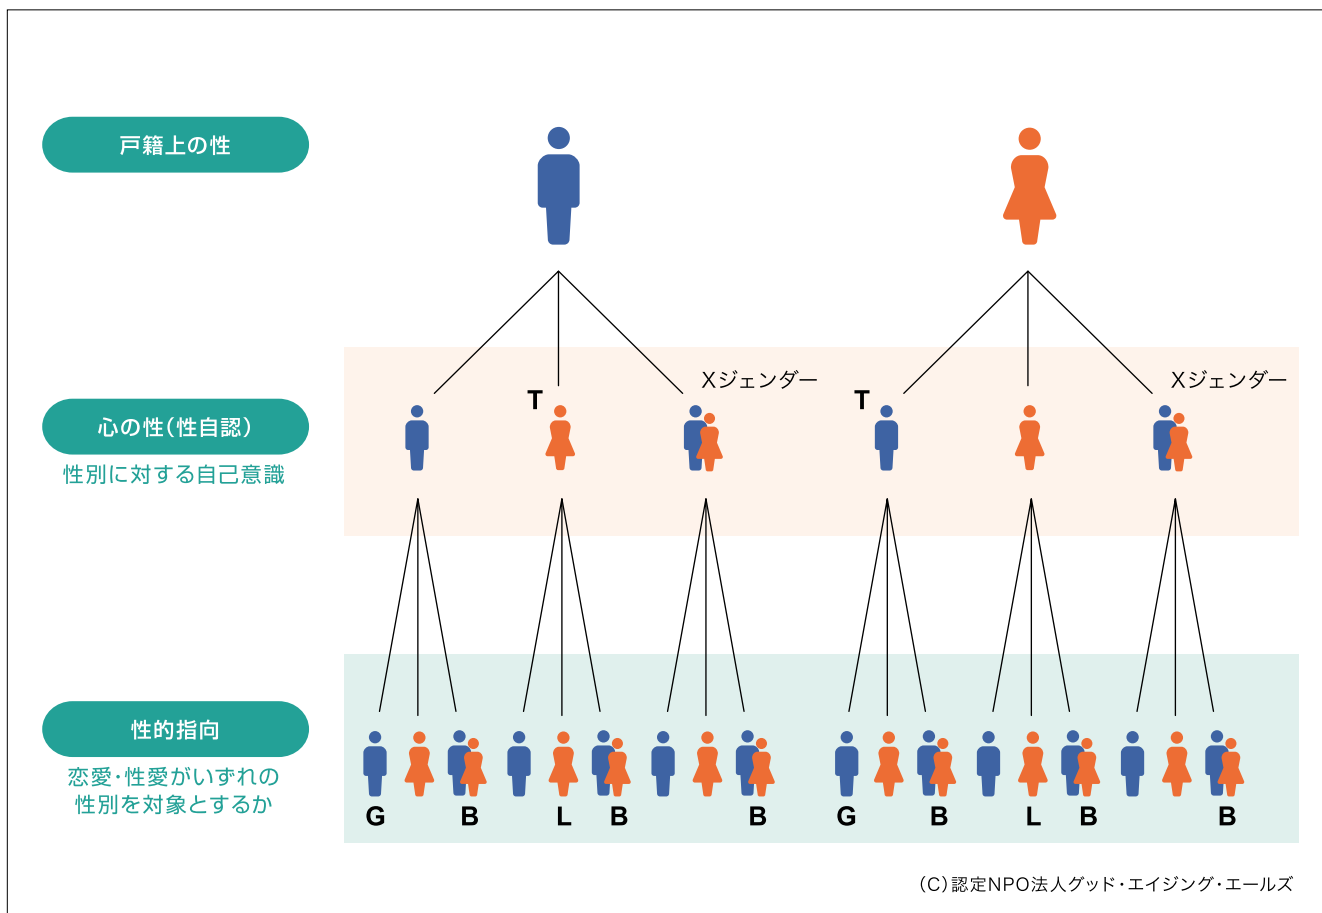 戸籍上の性
Xジェンダー
Xジェンダー
T
T
心の性(性自認)
性別に対する自己意識
性的指向
恋愛・性愛がいずれの
性別を対象とするか
G B L B B G B L B B
(C)認定NPO法人グッド・エイジング・エールズ